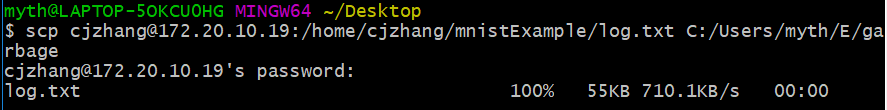 myth@LAPTOP-5OKCU0HG MINGW64 ~/Desktop
$ scp cjzhang@172.20.10.19:/home/cjzhang/mnistExample/log.txt C:/Users/myth/E/ga
rbage
cjzhang@172.20.10.19's password:
log.txt 100% 55KB 710.1KB/s 00:00